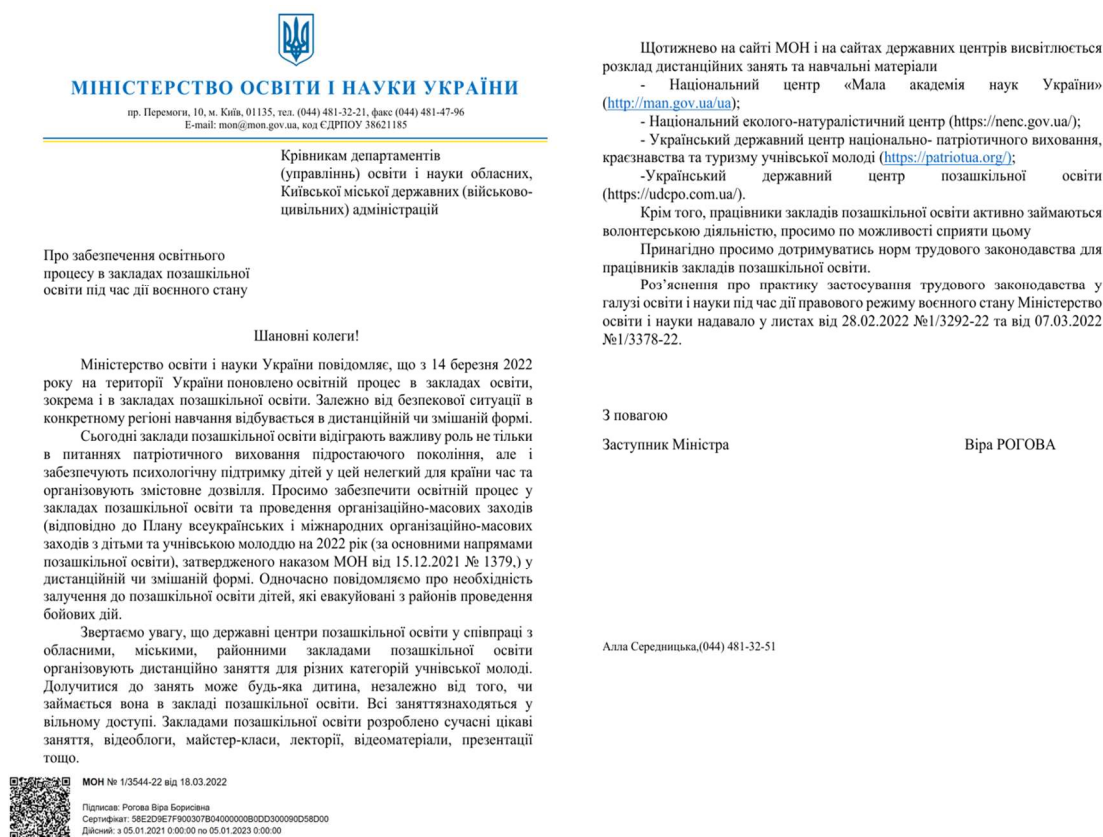 МІНІСТЕРСТВО ОСВІТИ І НАУКИ УКРАЇНИ
пр. Перемоги, 10, м. Київ, 01135, тел. (044) 481-32-21, факс (044) 481-47-96
E-mail: mon@mon.gov.ua, код ЄДРПОУ 38621185
Крівникам департаментів
(управліннь) освіти і науки обласних,
Київської міської державних (військово-
цивільних) адміністрацій
Про забезпечення освітнього
процесу в закладах позашкільної
освіти під час дії воєнного стану
Шановні колеги!
Міністерство освіти і науки України повідомляє, що з 14 березня 2022
року на території України поновлено освітній процес в закладах освіти,
зокрема і в закладах позашкільної освіти. Залежно від безпекової ситуації в
конкретному регіоні навчання відбувається в дистанційній чи змішаній формі.
Сьогодні заклади позашкільної освіти відіграють важливу роль не тільки
в питаннях патріотичного виховання підростаючого покоління, але і
забезпечують психологічну підтримку дітей у цей нелегкий для країни час та
організовують змістовне дозвілля. Просимо забезпечити освітній процес у
закладах позашкільної освіти та проведення організаційно-масових заходів
(відповідно до Плану всеукраїнських і міжнародних організаційно-масових
заходів з дітьми та учнівською молоддю на 2022 рік (за основними напрямами
позашкільної освіти), затвердженого наказом МОН від 15.12.2021 № 1379,) у
дистанційній чи змішаній формі. Одночасно повідомляємо про необхідність
залучення до позашкільної освіти дітей, які евакуйовані з районів проведення
бойових дій.
Звертаємо увагу, що державні центри позашкільної освіти у співпраці з
обласними, міськими, районними закладами позашкільної освіти
організовують дистанційно заняття для різних категорій учнівської молоді.
Долучитися до занять може будь-яка дитина, незалежно від того, чи
займається вона в закладі позашкільної освіти. Всі заняттязнаходяться у
вільному доступі. Закладами позашкільної освіти розроблено сучасні цікаві
заняття, відеоблоги, майстер-класи, лекторії, відеоматеріали, презентації
тощо.
МОН № 1/3544-22 від 18.03.2022
Підписав: Рогова Віра Борисівна
Сертифікат: 58E2D9E7F900307B04000000B0DD300090D58D00
Дійсний: з 05.01.2021 0:00:00 по 05.01.2023 0:00:00
Щотижнево на сайті МОН і на сайтах державних центрів висвітлюється
розклад дистанційних занять та навчальні матеріали
- Національний центр «Мала академія наук України»
(http://man.gov.ua/ua);
- Національний еколого-натуралістичний центр (https://nenc.gov.ua/);
- Український державний центр національно- патріотичного виховання,
краєзнавства та туризму учнівської молоді (https://patriotua.org/);
-Український державний центр позашкільної освіти
(https://udcpo.com.ua/).
Крім того, працівники закладів позашкільної освіти активно займаються
волонтерською діяльністю, просимо по можливості сприяти цьому
Принагідно просимо дотримуватись норм трудового законодавства для
працівників закладів позашкільної освіти.
Роз’яснення про практику застосування трудового законодавства у
галузі освіти і науки під час дії правового режиму воєнного стану Міністерство
освіти і науки надавало у листах від 28.02.2022 №1/3292-22 та від 07.03.2022
№1/3378-22.
З повагою
Заступник Міністра Віра РОГОВА
Алла Середницька,(044) 481-32-51